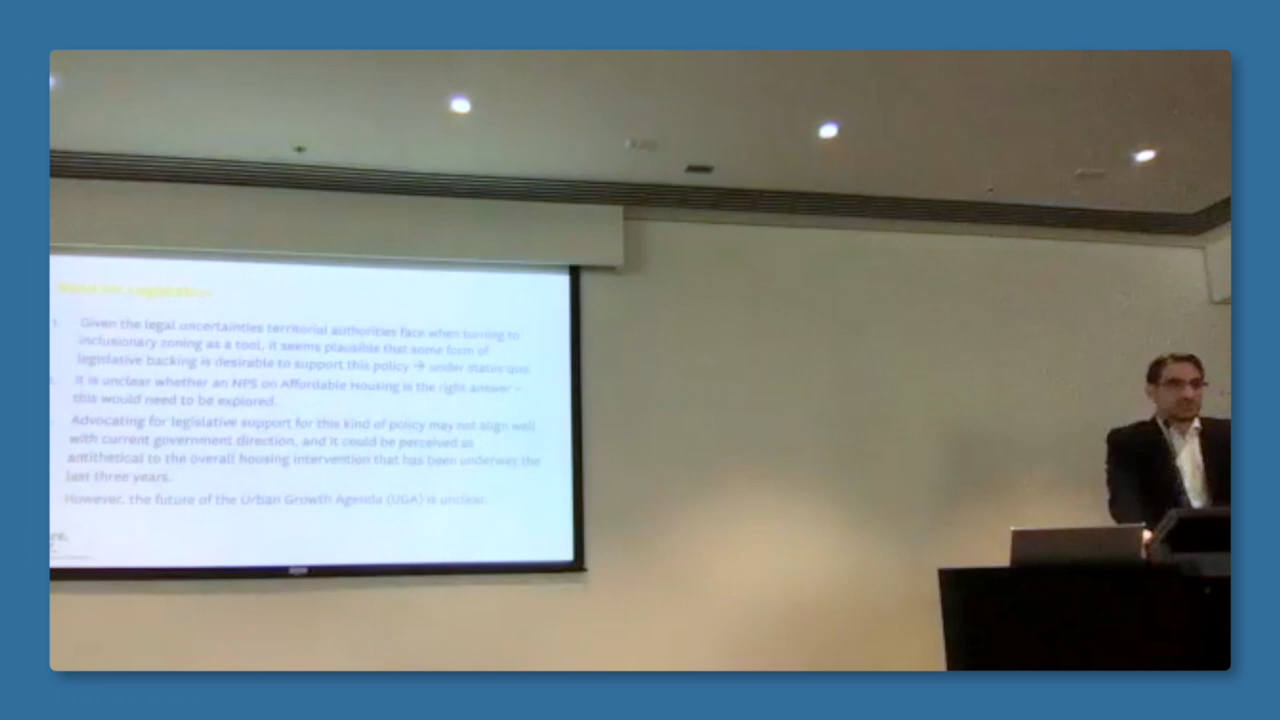 Need for Legislation
1. Given the legal uncertainties territorial authorities face when turning to
inclusionary zoning as a tool, it seems plausible that some form of
legislative backing is desirable to support this policy → under status quo.
It is unclear whether an NPS on Affordable Housing is the right answer –
this would need to be explored.
Advocating for legislative support for this kind of policy may not align well
with current government direction, and it could be perceived as
antithetical to the overall housing intervention that has been underway the
last three years.
However, the future of the Urban Growth Agenda (UGA) is unclear.